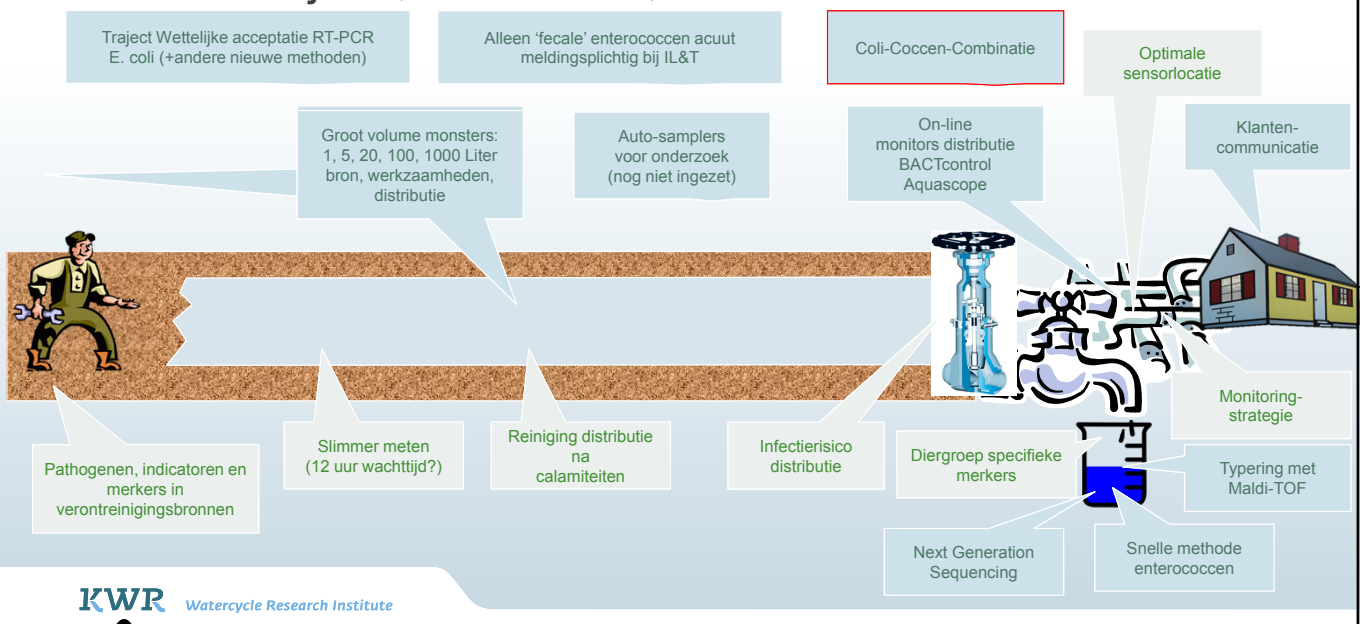 Traject Wettelijke acceptatie RT-PCR
E. coli (+andere nieuwe methoden)
Alleen ‘fecale’ enterococcen acuut
meldingsplichtig bij IL&T
Coli-Coccen-Combinatie
Optimale
sensorlocatie
Groot volume monsters:
1, 5, 20, 100, 1000 Liter
bron, werkzaamheden,
distributie
Auto-samplers
voor onderzoek
(nog niet ingezet)
On-line
monitors distributie
BACTcontrol
Aquascope
Klanten-
communicatie
Pathogenen, indicatoren en
merkers in
verontreinigingsbronnen
Slimmer meten
(12 uur wachttijd?)
Reiniging distributie
na
calamiteiten
Infectierisico
distributie
Diergroep specifieke
merkers
Monitoring-
strategie
Typering met
Maldi-TOF
Next Generation
Sequencing
Snelle methode
enterococcen
KWR Watercycle Research Institute